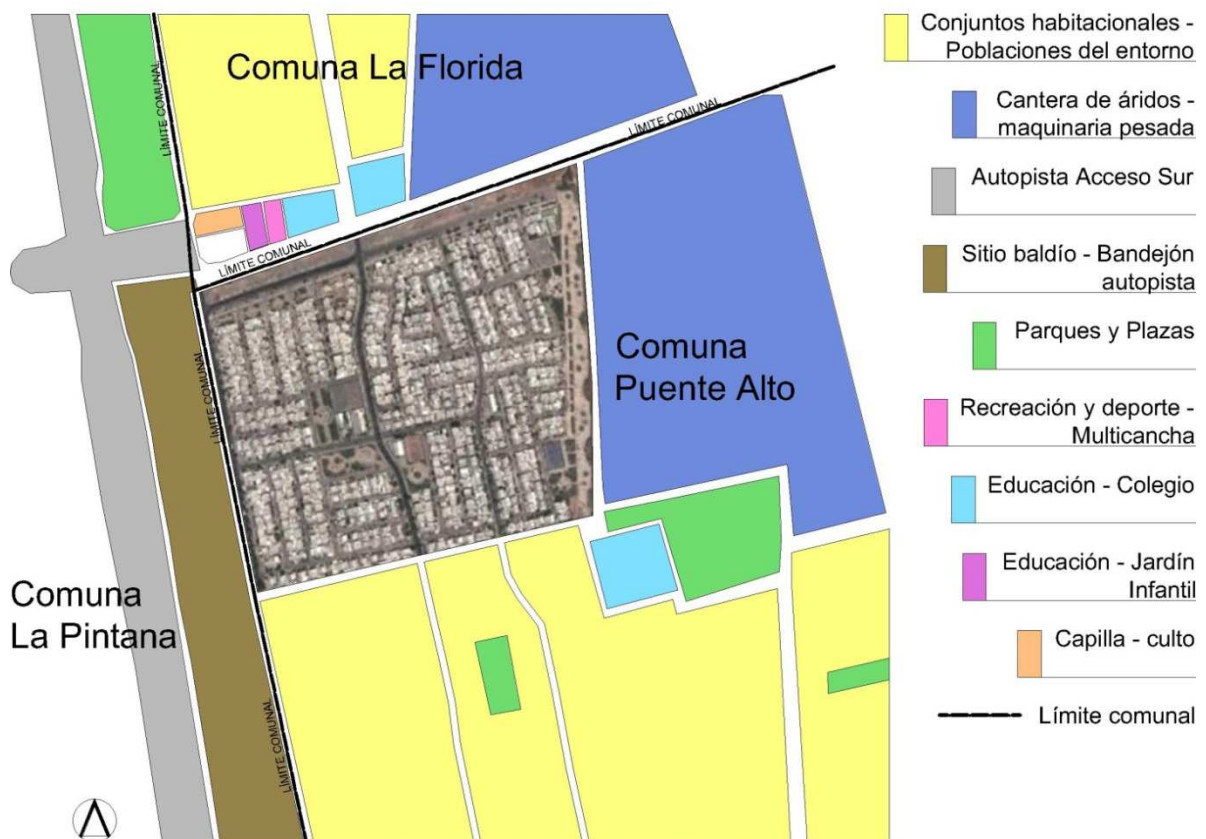 Comuna La Florida
LÍMITE COMUNAL
LÍMITE COMUNAL
LÍMITE COMUNAL
LÍMITE COMUNAL
LÍMITE COMUNAL
Comuna
Puente Alto
Comuna
La Pintana
Conjuntos habitacionales -
Poblaciones del entorno
Cantera de áridos -
maquinaria pesada
Autopista Acceso Sur
Sitio baldío - Bandejón
autopista
Parques y Plazas
Recreación y deporte -
Multicancha
Educación - Colegio
Educación - Jardín
Infantil
Capilla - culto
Límite comunal